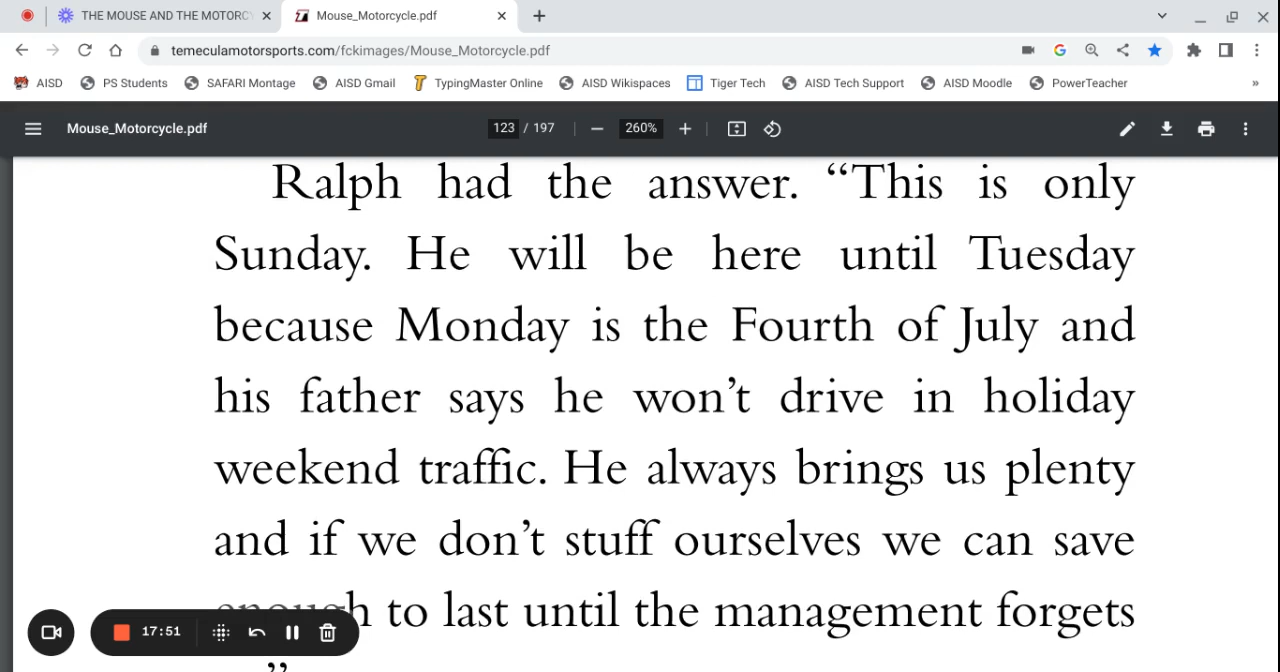 THE MOUSE AND THE MOTORC
Mouse_Motorcycle.pdf
temeculamotorsports.com/fckimages/Mouse_Motorcycle.pdf
AISD PS Students SAFARI Montage AISD Gmail TypingMaster Online AISD Wikispaces Tiger Tech AISD Tech Support AISD Moodle PowerTeacher »
Mouse_Motorcycle.pdf 123 / 197 260%
Ralph had the answer. “This is only
Sunday. He will be here until Tuesday
because Monday is the Fourth of July and
his father says he won’t drive in holiday
weekend traffic. He always brings us plenty
and if we don’t stuff ourselves we can save
enough to last until the management forgets
”
17:51